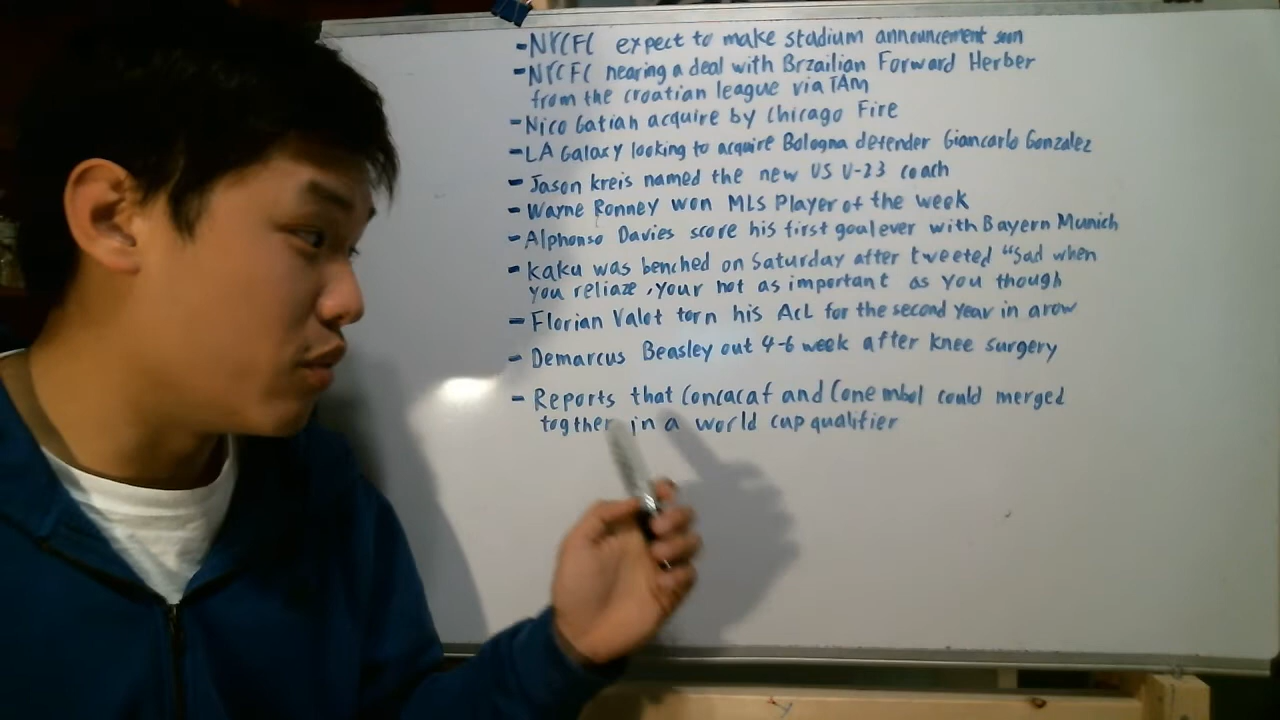 - NYCFC expect to make stadium announcement soon
- NYCFC nearing a deal with Brzailian Forward Herber
from the croatian league via TAM
- Nico Gatian acquire by Chicago Fire
- LA Galaxy looking to acquire Bologna defender Giancarlo Gonzalez
- Jason kreis named the new US U-23 coach
- Wayne Ronney won MLS Player of the week
- Alphonso Davies score his first goal ever with Bayern Munich
- kaku was benched on Saturday after tweeted "Sad when
you reliaze, your not as important as you though
- Florian Valot torn his ACL for the second year in a row
- Demarcus Beasley out 4-6 week after knee surgery
- Reports that Concacaf and Conembol could merged
togther in a world cup qualifier